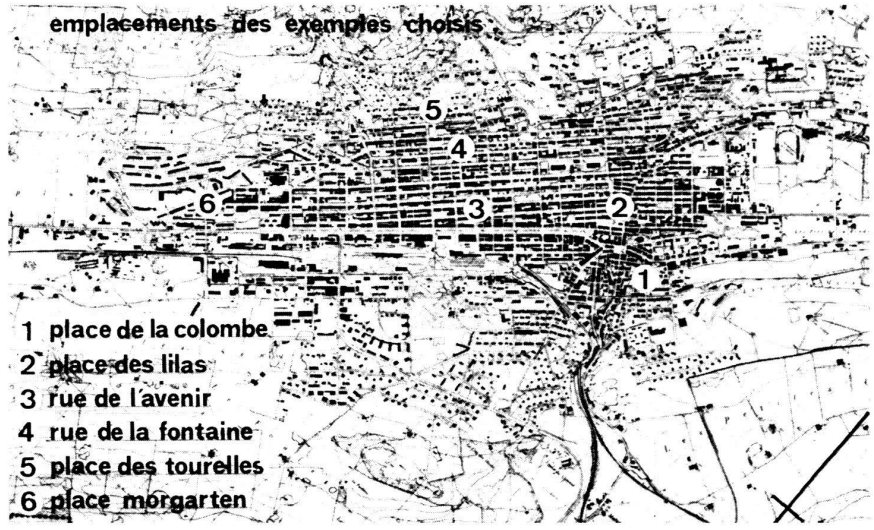 emplacements des exemples choisis
5
4
6
3
2
1
1 place de la colombe
2 place des lilas
3 rue de l'avenir
4 rue de la fontaine
5 place des tourelles
6 place morgarten